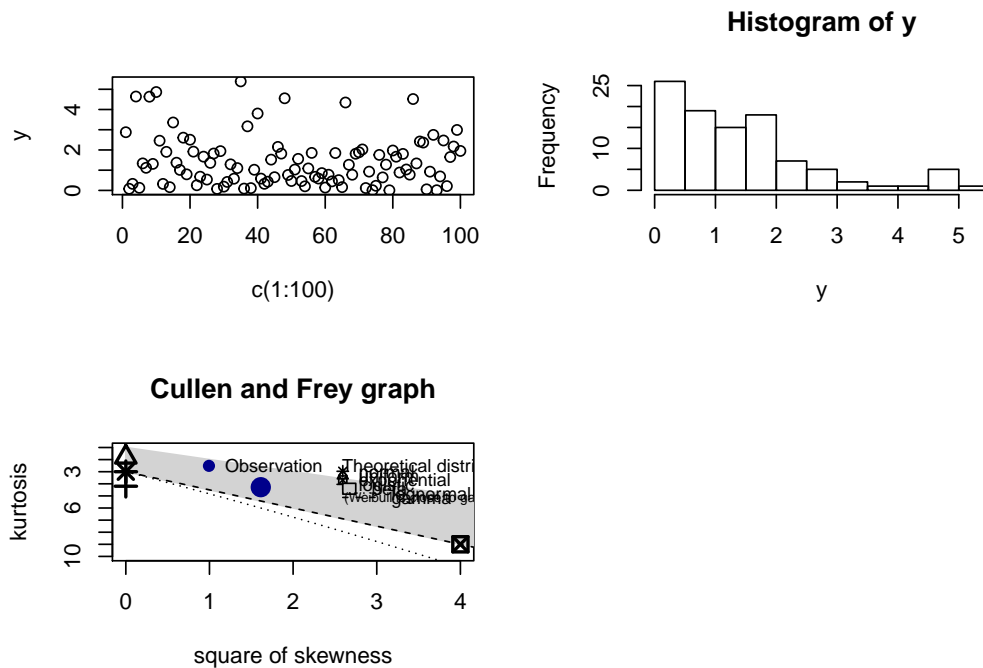 Histogram of y
y
0 2 4
0 20 40 60 80 100
c(1:100)
Frequency
0 10 25
0 1 2 3 4 5
y
Cullen and Frey graph
kurtosis
3 6 10
Observation
Theoretical distri
normal
exponential
lognormal
gamma
0 1 2 3 4
square of skewness